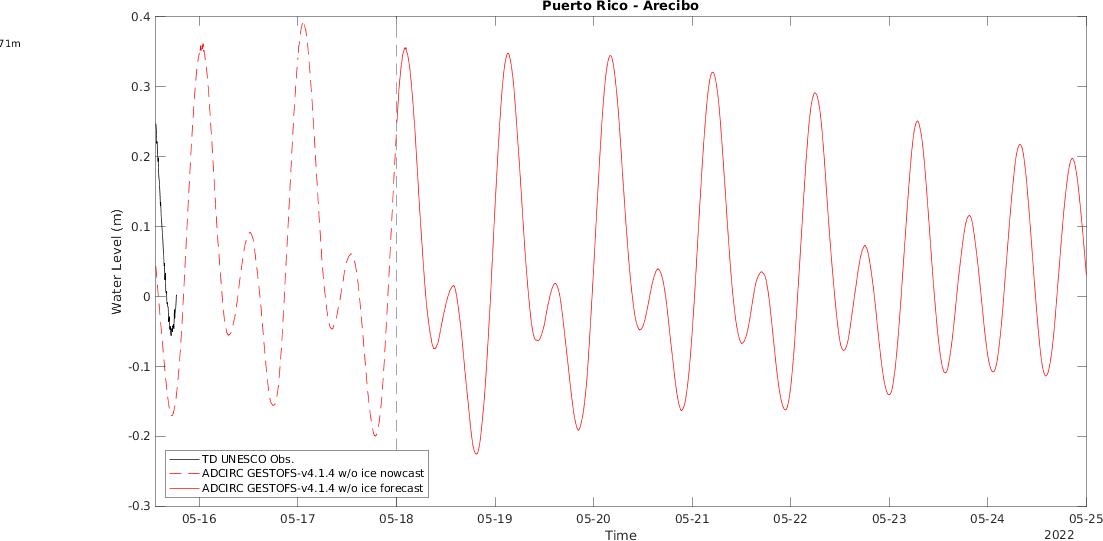 Puerto Rico - Arecibo
71m
0.4
0.3
0.2
0.1
0
-0.1
-0.2
-0.3
Water Level (m)
TD UNESCO Obs.
ADCIRC GESTOFS-v4.1.4 w/o ice nowcast
ADCIRC GESTOFS-v4.1.4 w/o ice forecast
05-16 05-17 05-18 05-19 05-20 05-21 05-22 05-23 05-24 05-25
Time
2022